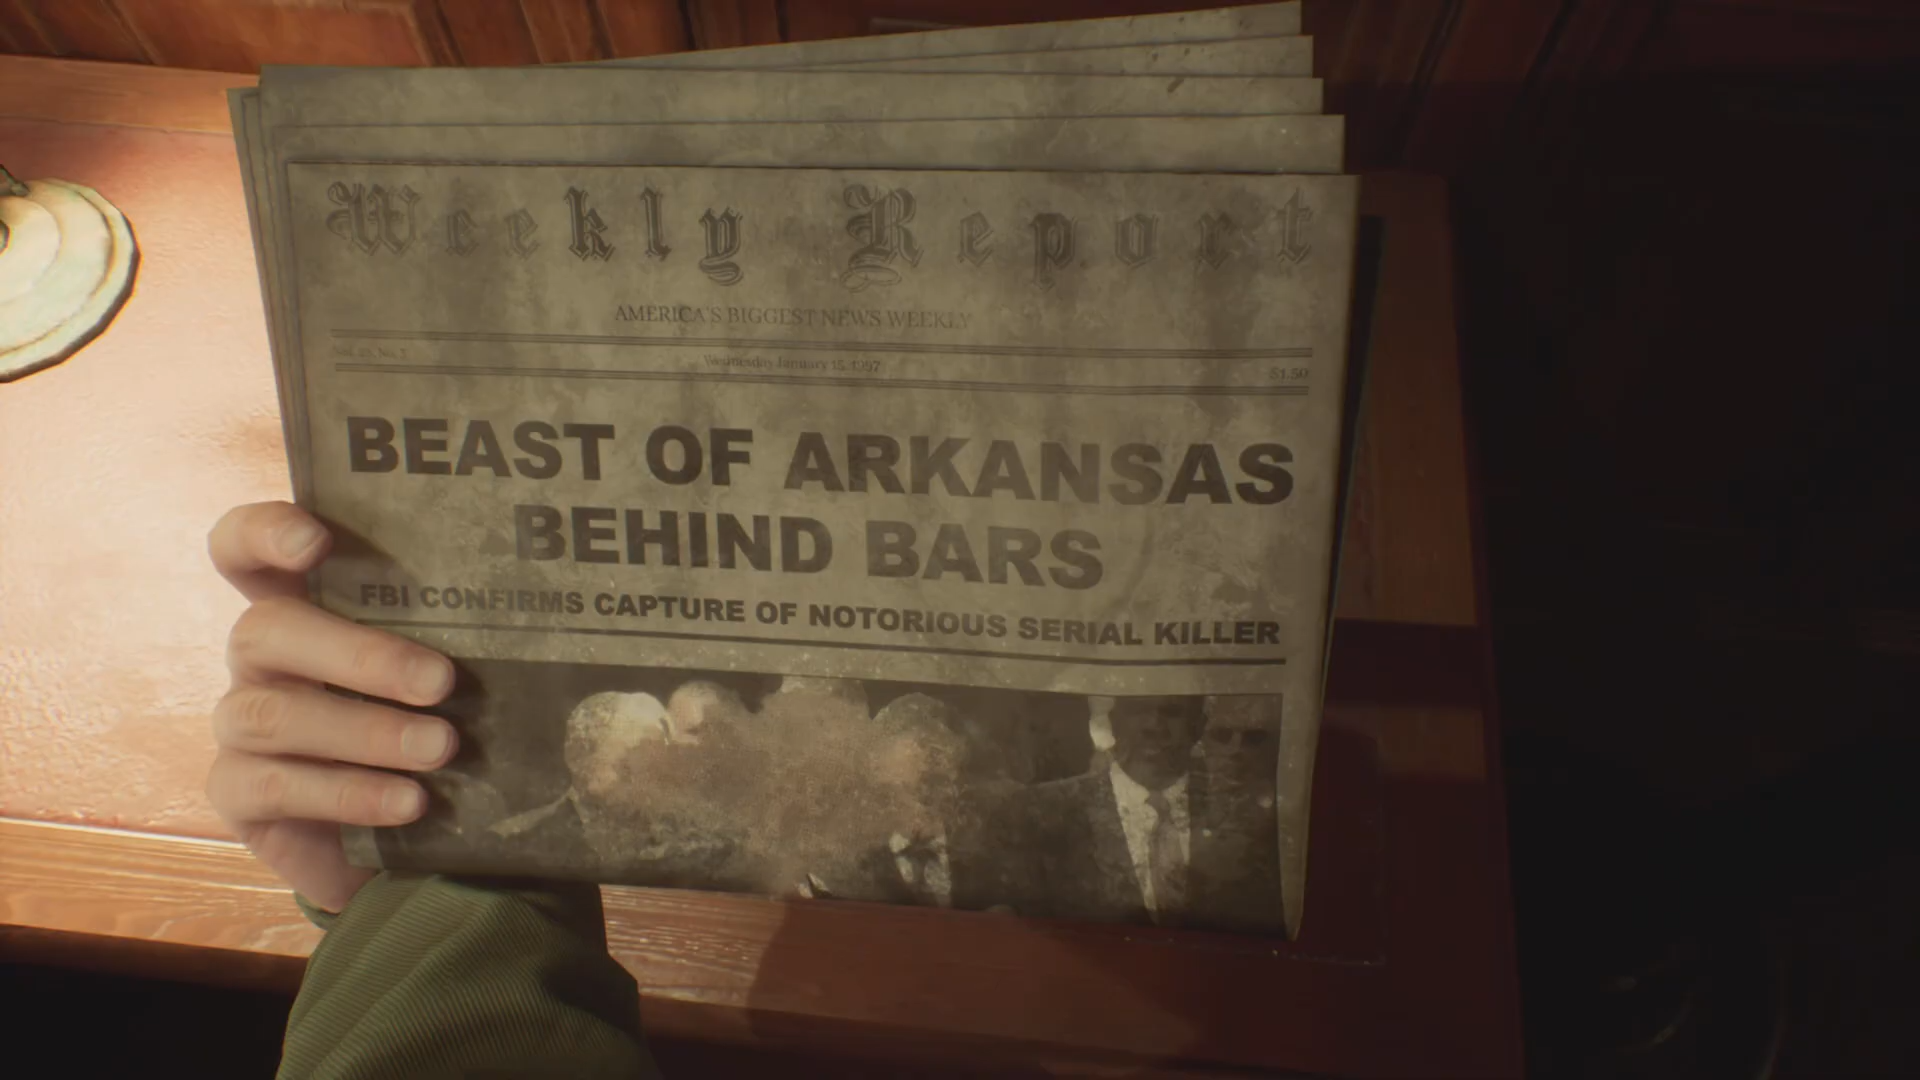 Weekly Report
AMERICA'S BIGGEST NEWS WEEKLY
Wednesday January 15, 1997
$1.50
BEAST OF ARKANSAS
BEHIND BARS
FBI CONFIRMS CAPTURE OF NOTORIOUS SERIAL KILLER